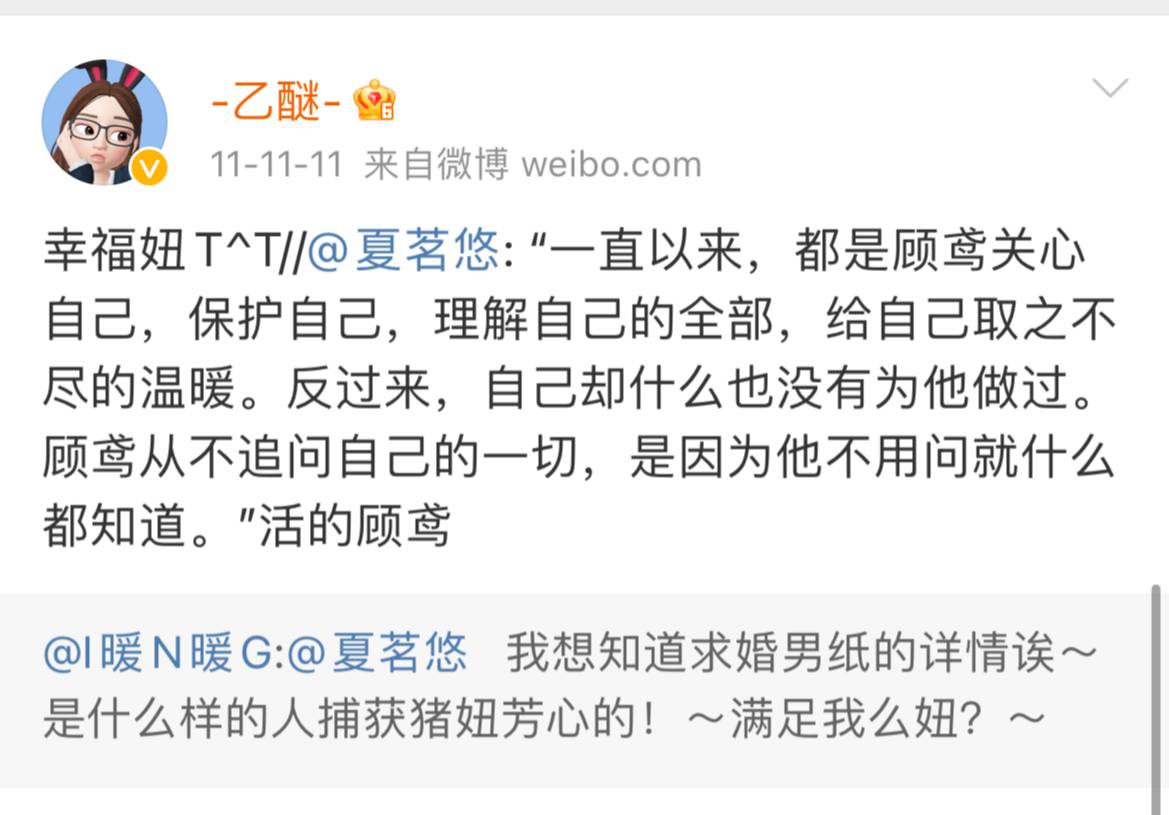 -乙醚-
6
V
11-11-11 来自微博 weibo.com
幸福妞T^T//@夏茗悠: “一直以来，都是顾鸢关心
自己，保护自己，理解自己的全部，给自己取之不
尽的温暖。反过来，自己却什么也没有为他做过。
顾鸢从不追问自己的一切，是因为他不用问就什么
都知道。"活的顾鸢
@I暖N暖G:@夏茗悠 我想知道求婚男纸的详情诶～
是什么样的人捕获猪妞芳心的！～满足我么妞？～